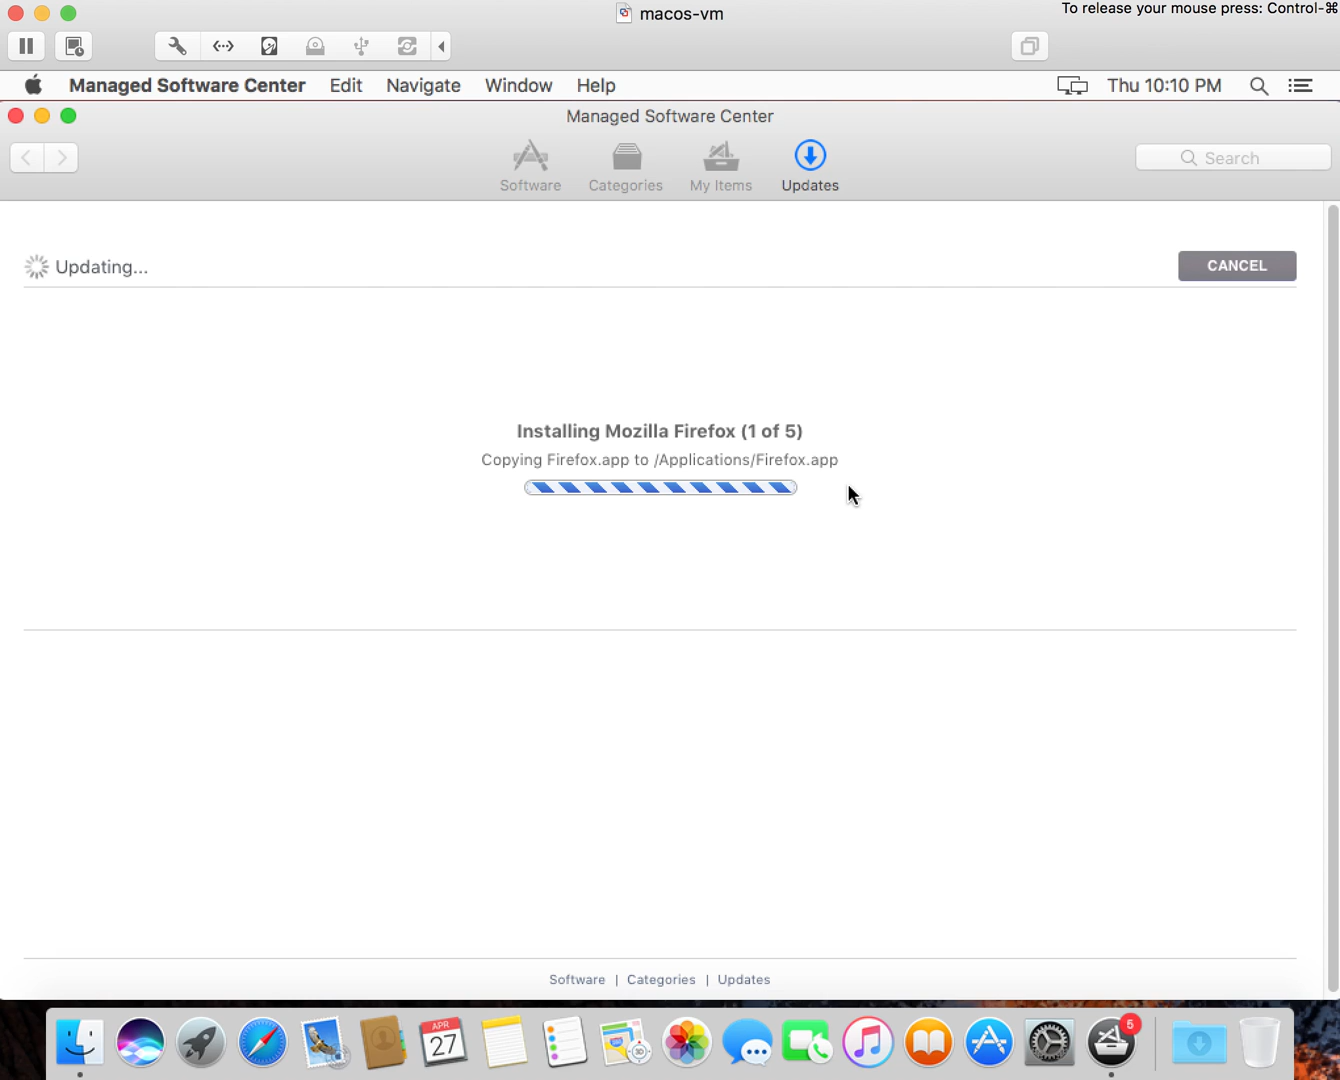 macos-vm
To release your mouse press: Control-⌘
Managed Software Center Edit Navigate Window Help Thu 10:10 PM
Managed Software Center
Software Categories My Items Updates
Search
Updating...
CANCEL
Installing Mozilla Firefox (1 of 5)
Copying Firefox.app to /Applications/Firefox.app
Software | Categories | Updates
APR
27
5